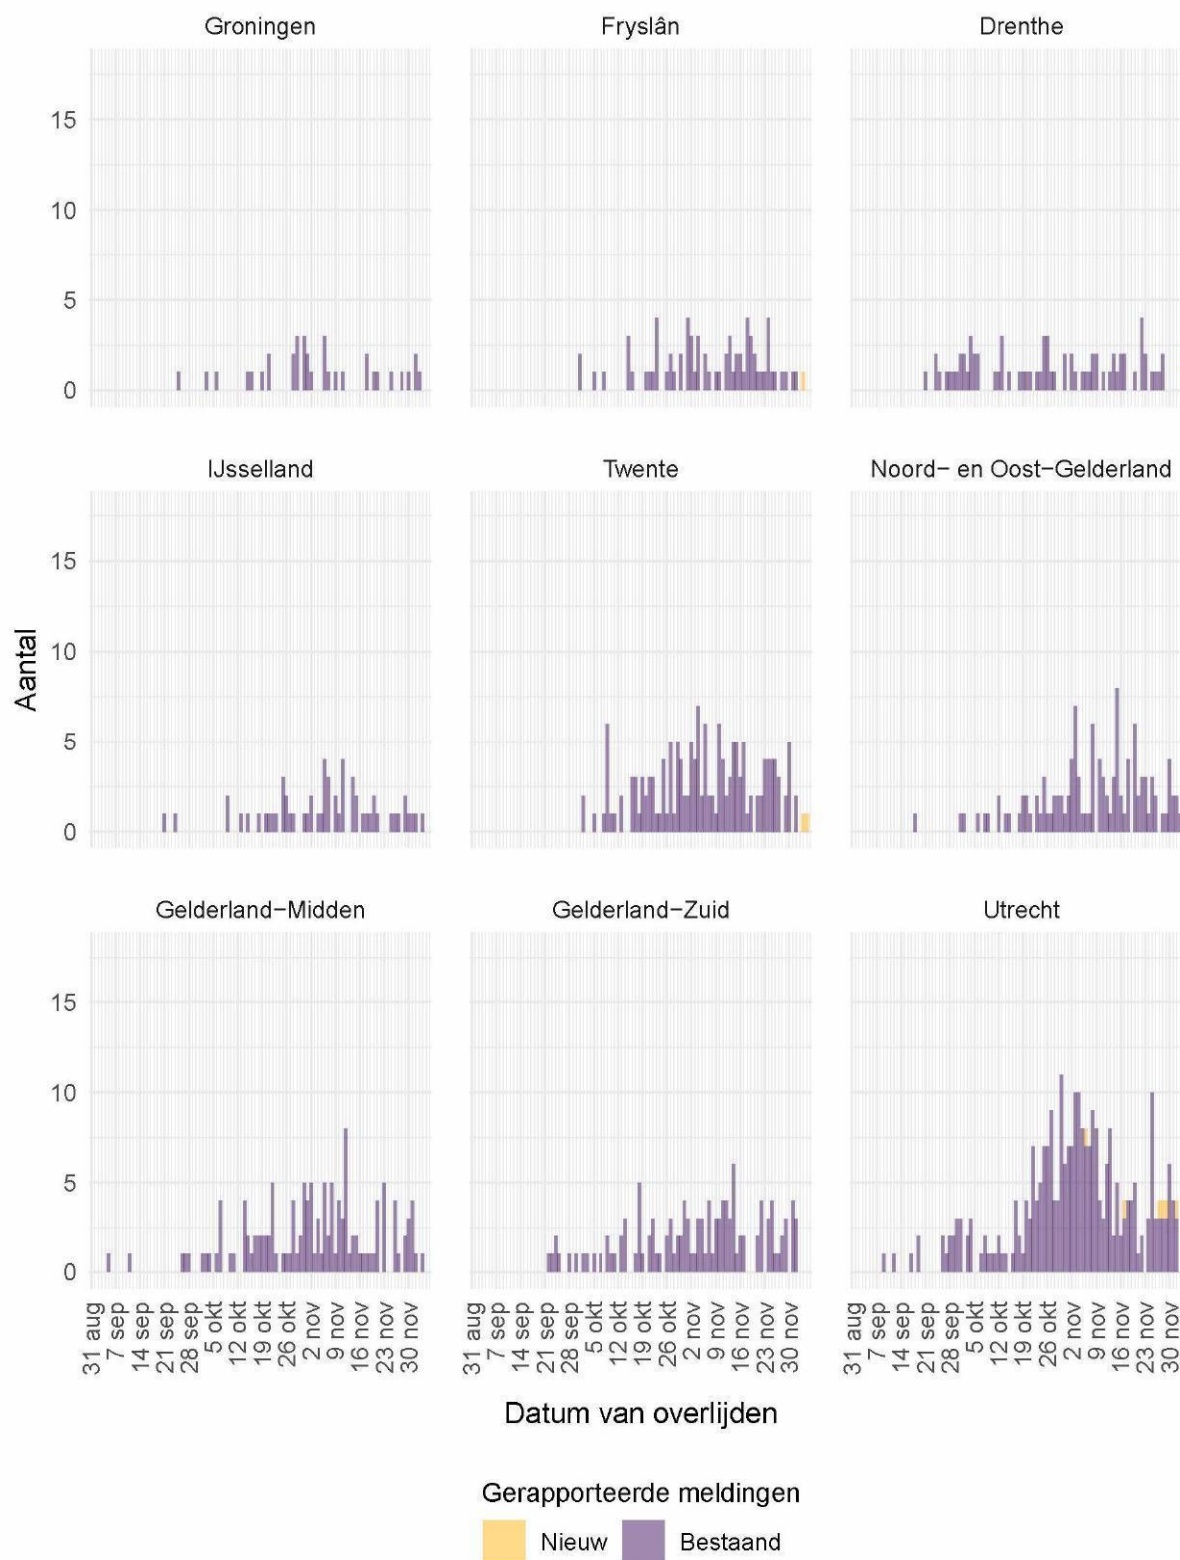 Groningen
Fryslân
Drenthe
15
10
5
0
IJsselland
Twente
Noord- en Oost-Gelderland
15
10
5
0
Aantal
Gelderland-Midden
Gelderland-Zuid
Utrecht
15
10
5
0
31 aug
7 sep
14 sep
21 sep
28 sep
5 okt
12 okt
19 okt
26 okt
2 nov
9 nov
16 nov
23 nov
30 nov
31 aug
7 sep
14 sep
21 sep
28 sep
5 okt
12 okt
19 okt
26 okt
2 nov
9 nov
16 nov
23 nov
30 nov
31 aug
7 sep
14 sep
21 sep
28 sep
5 okt
12 okt
19 okt
26 okt
2 nov
9 nov
16 nov
23 nov
30 nov
Datum van overlijden
Gerapporteerde meldingen
Nieuw
Bestaand